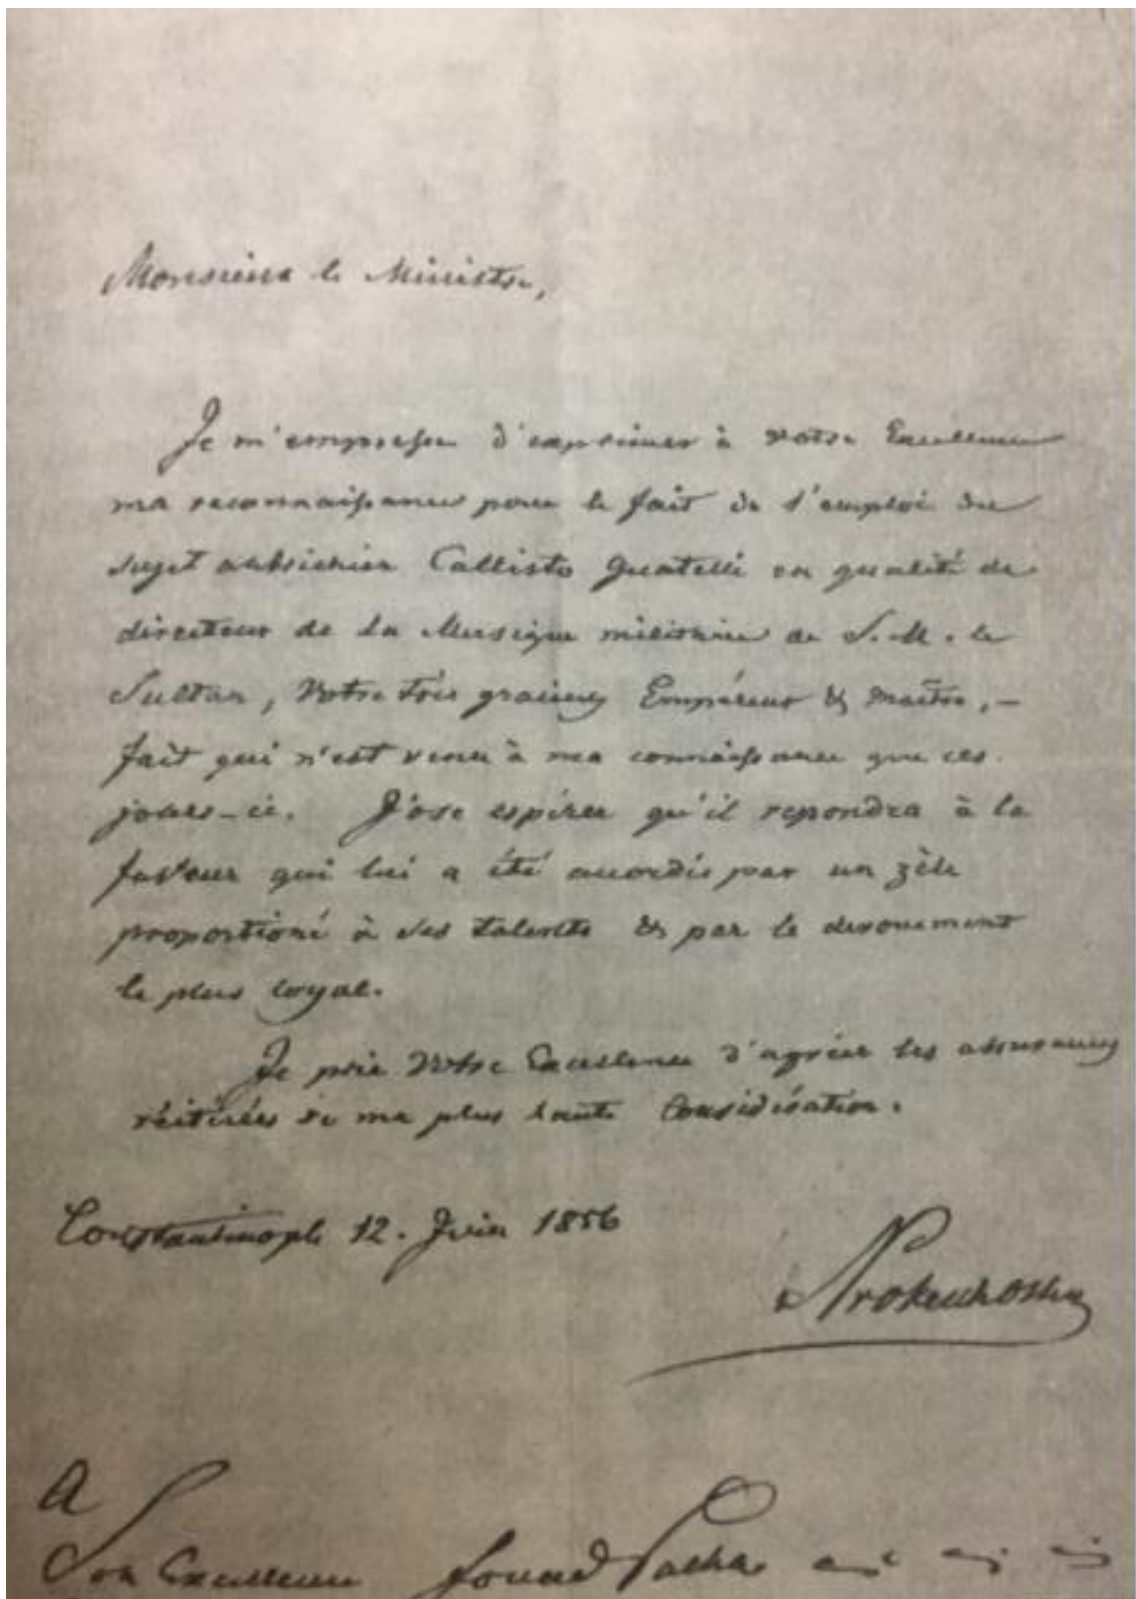 Monsieur le Ministre,
Je m'empresse d'exprimer à Votre Excellence
ma reconnaissance pour le fait de l'emploi du
sujet autrichien Callisto Guatelli en qualité de
directeur de la Musique militaire de S. M. le
Sultan, Votre très gracieux Empéreur & Maître, –
fait qui n'est venu à ma connaissance que ces
jours-ci. J'ose espérer qu'il repondra à la
faveur qui lui a été accordée par un zèle
proportioné à ses talents & par le devouement
le plus loyal.
Je prie Votre Excellence d'agréer les assurances
réitérées de ma plus haute Considération.
Constantinople 12. Juin 1856
Prokesch Osten
A
Son Excellence Fouad Pacha